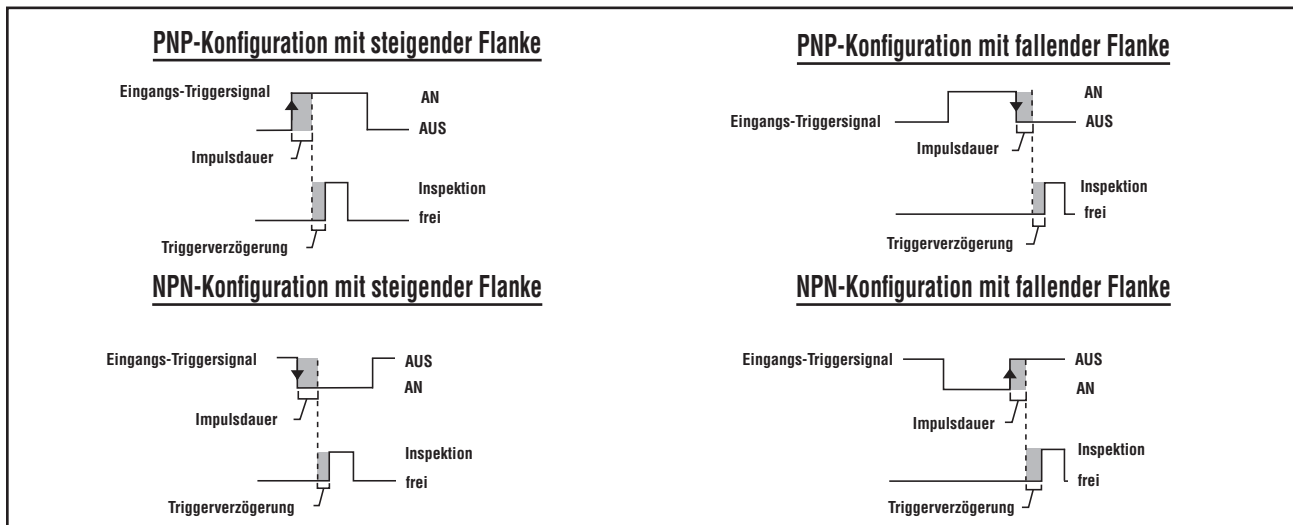 PNP-Konfiguration mit steigender Flanke
Eingangs-Triggersignal
AN
AUS
Impulsdauer
Inspektion
frei
Triggerverzögerung
PNP-Konfiguration mit fallender Flanke
Eingangs-Triggersignal
AN
AUS
Impulsdauer
Inspektion
frei
Triggerverzögerung
NPN-Konfiguration mit steigender Flanke
Eingangs-Triggersignal
AUS
AN
Impulsdauer
Inspektion
frei
Triggerverzögerung
NPN-Konfiguration mit fallender Flanke
Eingangs-Triggersignal
AUS
AN
Impulsdauer
Inspektion
frei
Triggerverzögerung